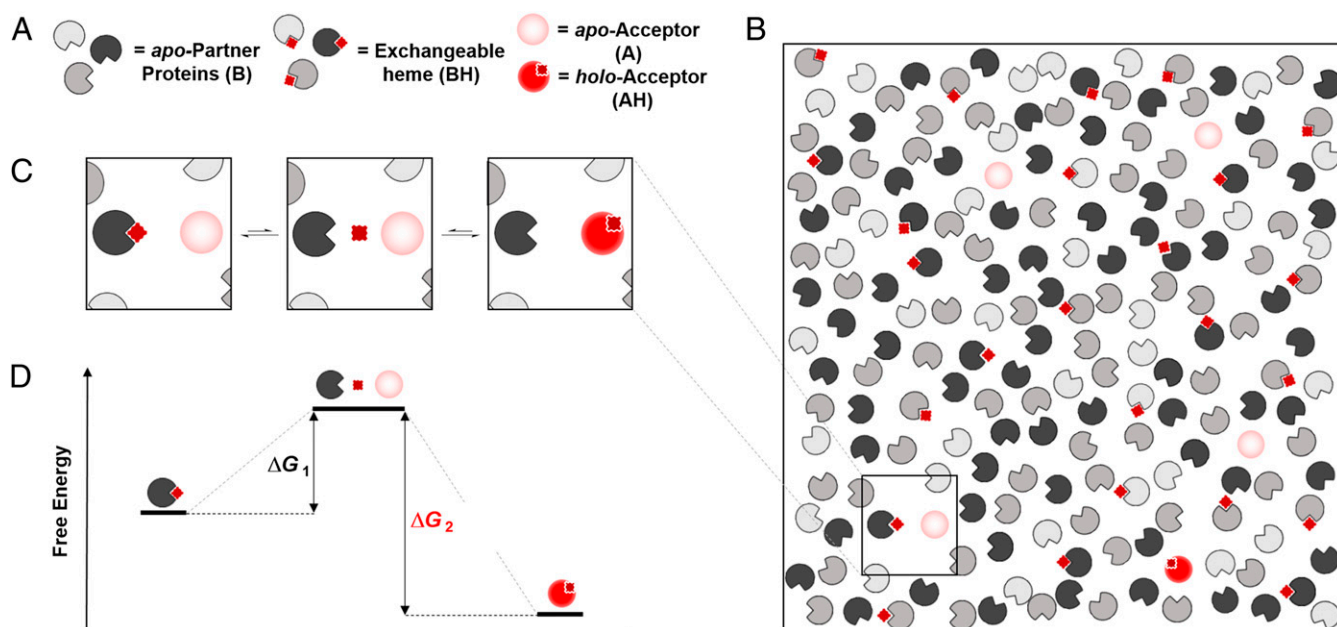 A
= apo-Partner
Proteins (B)
= Exchangeable
heme (BH)
= apo-Acceptor
(A)
= holo-Acceptor
(AH)
B
C
D
Free Energy
ΔG1
ΔG2